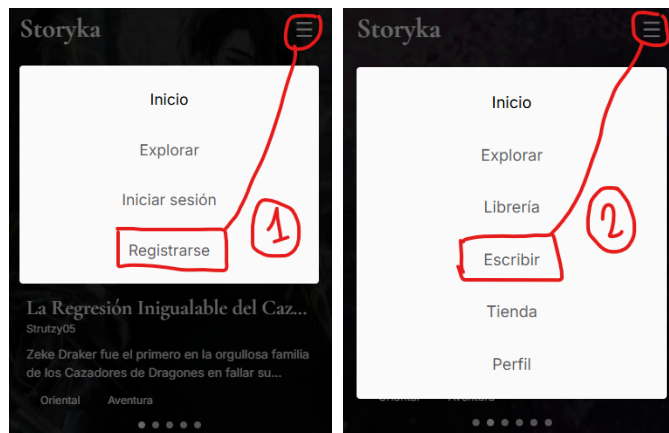 Storyka
Inicio
Explorar
Iniciar sesión
Registrarse
1
La Regresión Inigualable del Caz...
Strutzy05
Zeke Draker fue el primero en la orgullosa familia
de los Cazadores de Dragones en fallar su...
Oriental Aventura
Storyka
Inicio
Explorar
Librería
2
Escribir
Tienda
Perfil